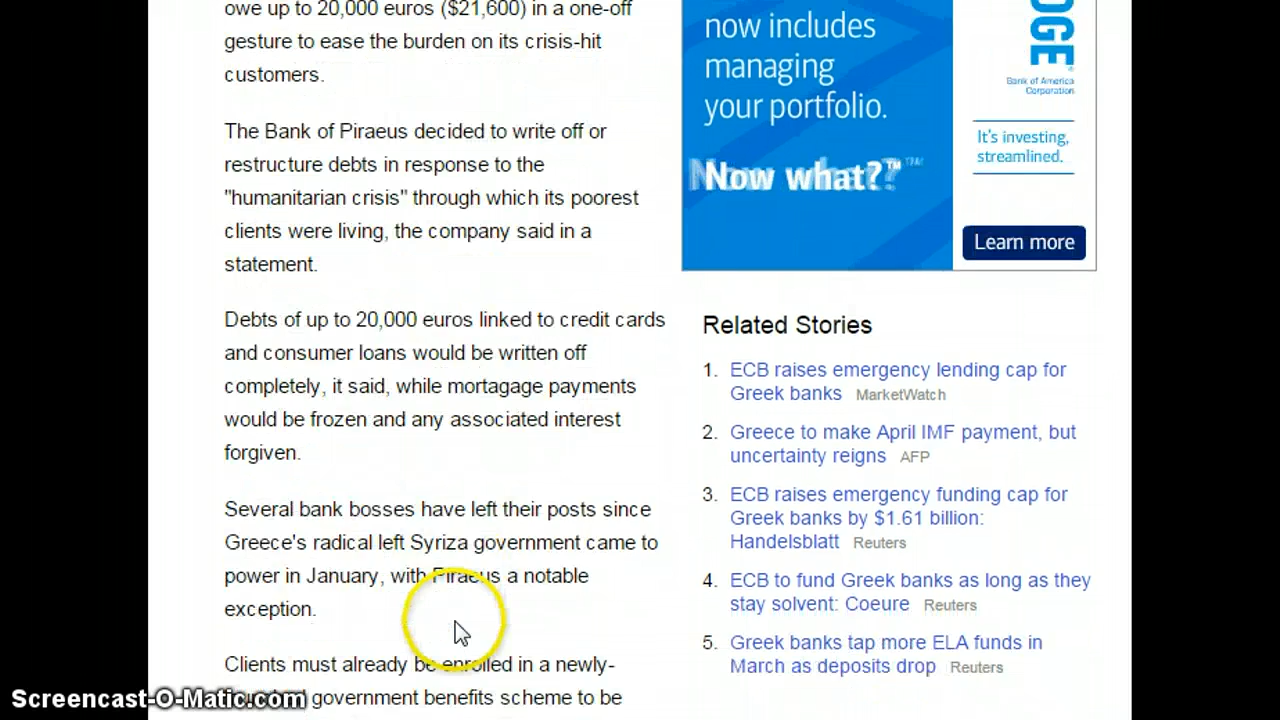 owe up to 20,000 euros ($21,600) in a one-off
gesture to ease the burden on its crisis-hit
customers.
The Bank of Piraeus decided to write off or
restructure debts in response to the
"humanitarian crisis" through which its poorest
clients were living, the company said in a
statement.
Debts of up to 20,000 euros linked to credit cards
and consumer loans would be written off
completely, it said, while mortagage payments
would be frozen and any associated interest
forgiven.
Several bank bosses have left their posts since
Greece's radical left Syriza government came to
power in January, with Piraeus a notable
exception.
Clients must already be enrolled in a newly-
government benefits scheme to be
now includes
managing
your portfolio.
Now what??™
DGE
Bank of America
Corporation
It's investing,
streamlined.
Learn more
Related Stories
1. ECB raises emergency lending cap for
Greek banks MarketWatch
2. Greece to make April IMF payment, but
uncertainty reigns AFP
3. ECB raises emergency funding cap for
Greek banks by $1.61 billion:
Handelsblatt Reuters
4. ECB to fund Greek banks as long as they
stay solvent: Coeure Reuters
5. Greek banks tap more ELA funds in
March as deposits drop Reuters
Screencast-O-Matic.com